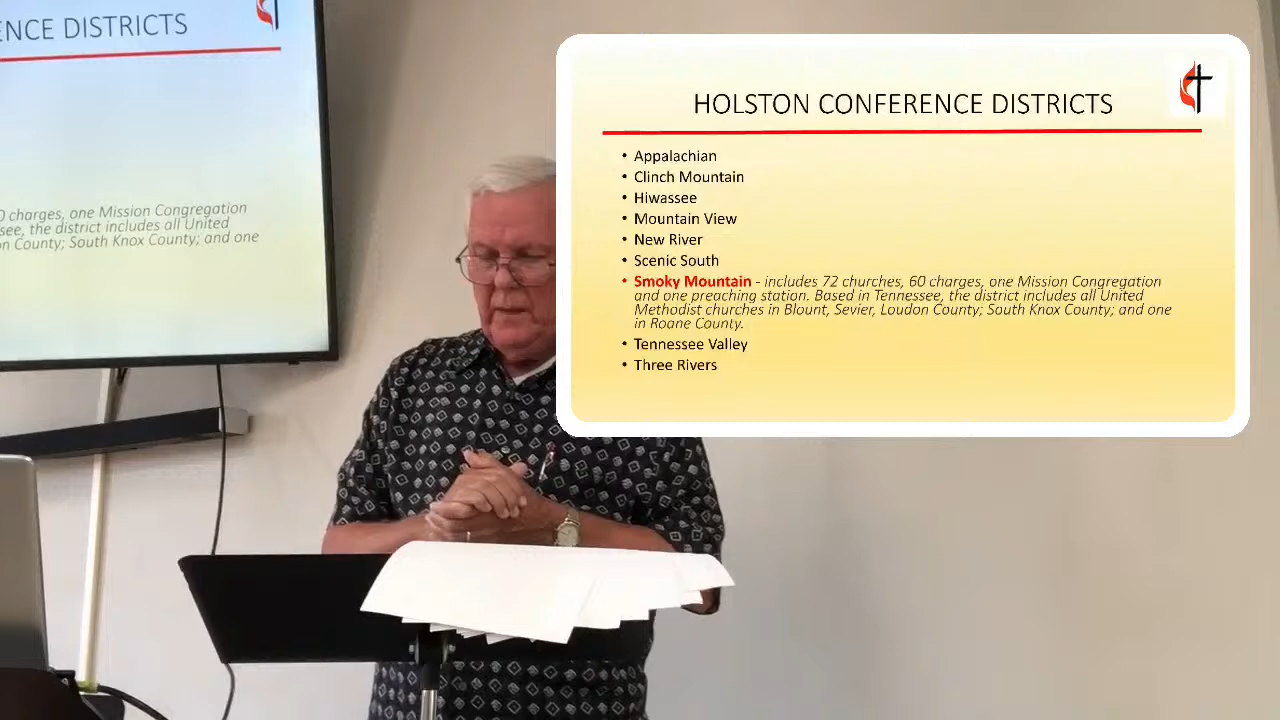 ENCE DISTRICTS
0 charges, one Mission Congregation
see, the district includes all United
n County; South Knox County; and one
HOLSTON CONFERENCE DISTRICTS
• Appalachian
• Clinch Mountain
• Hiwassee
• Mountain View
• New River
• Scenic South
• Smoky Mountain - includes 72 churches, 60 charges, one Mission Congregation
and one preaching station. Based in Tennessee, the district includes all United
Methodist churches in Blount, Sevier, Loudon County; South Knox County; and one
in Roane County.
• Tennessee Valley
• Three Rivers